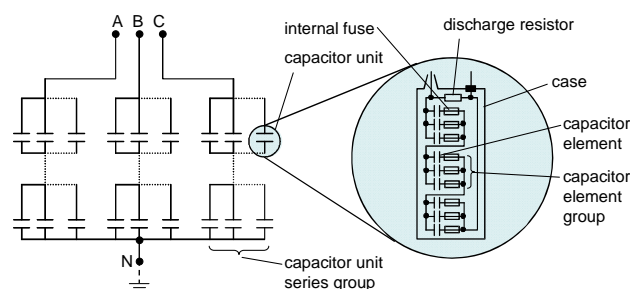 A B C
internal fuse
discharge resistor
capacitor unit
case
capacitor
element
capacitor
element
group
N
capacitor unit
series group